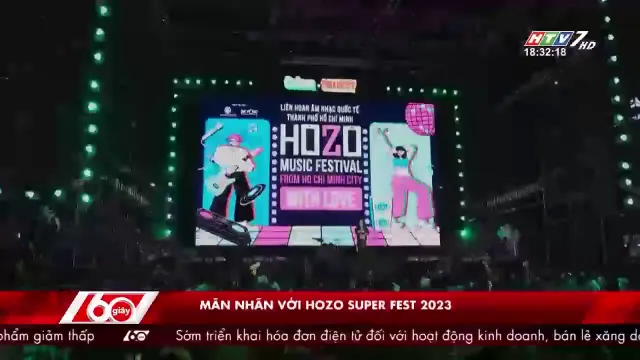 HTV7 HD
18:32:18
LIÊN HOAN ÂM NHẠC QUỐC TẾ
THÀNH PHỐ HỒ CHÍ MINH
HOZO
MUSIC FESTIVAL
FROM HO CHI MINH CITY
WITH LOVE
60 giây
MÃN NHÃN VỚI HOZO SUPER FEST 2023
phẩm giảm thấp 60 Sớm triển khai hóa đơn điện tử đối với hoạt động kinh doanh, bán lẻ xăng d